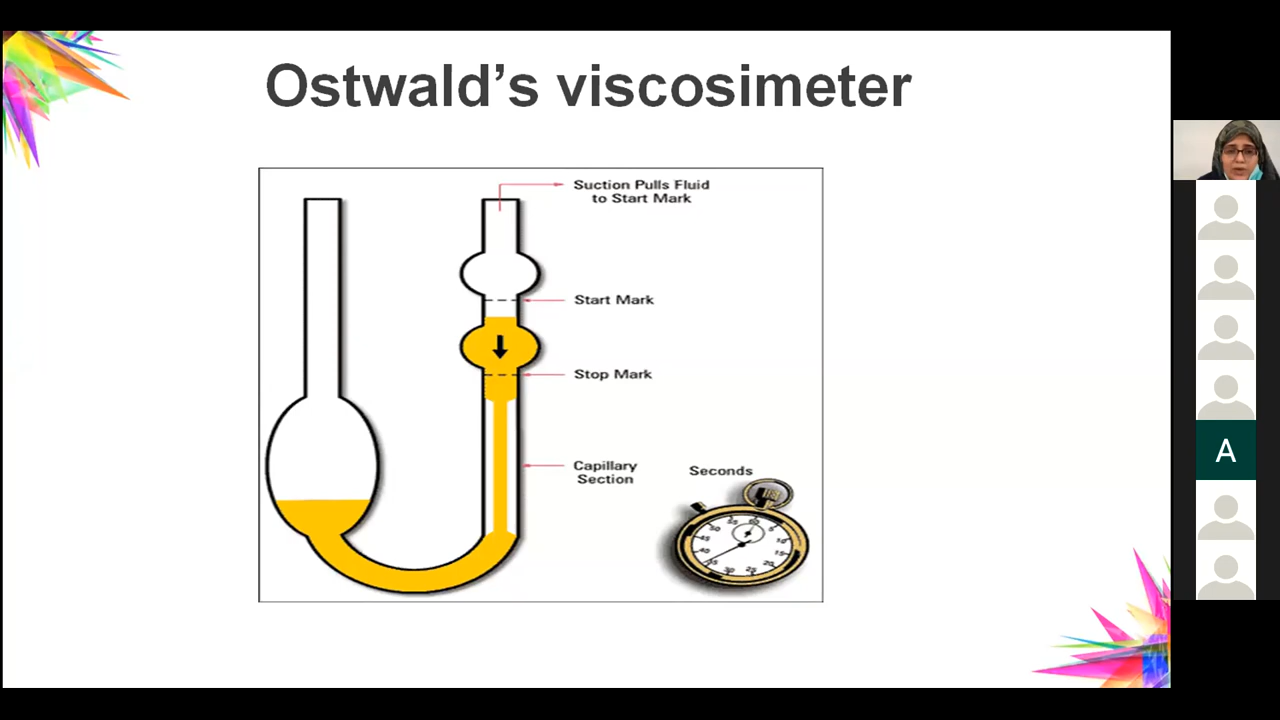 Ostwald’s viscosimeter
Suction Pulls Fluid
to Start Mark
Start Mark
Stop Mark
Capillary
Section
Seconds
A